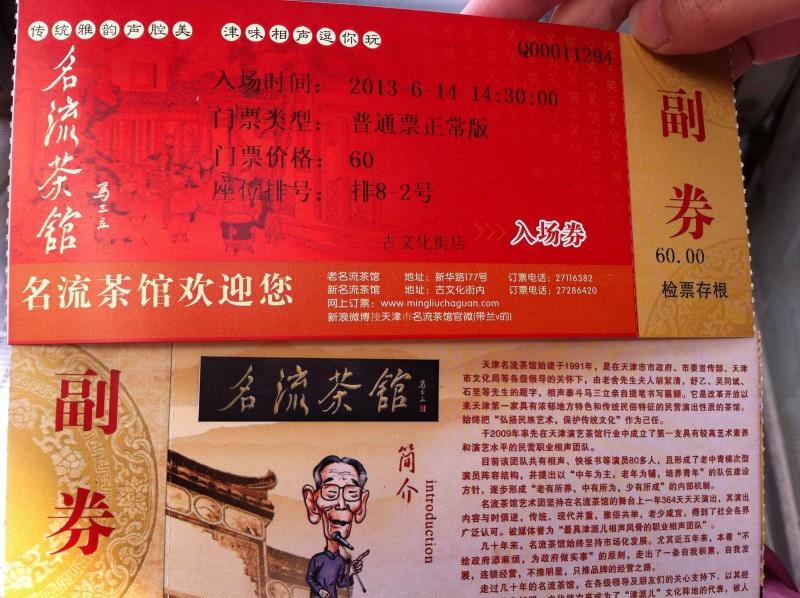 传统雅韵声腔美 津味相声逗你玩
Q00011294
名流茶馆
马三立
入场时间： 2013-6-14 14:30:00
门票类型： 普通票正常版
门票价格： 60
座位排号： 排8-2号
古文化街店
入场券
副券
60.00
检票存根
名流茶馆欢迎您
老名流茶馆 地址：新华路177号 订票电话：27116382
新名流茶馆 地址：古文化街内 订票电话：27286420
网上订票：www.mingliuchaguan.com
新浪微博搜天津市名流茶馆官微(带兰v的)
副券
名流茶馆
马三立
简介
introduction
天津名流茶馆始建于1991年，是在天津市市政府、市委宣传部、天津
市文化局等各级领导的关怀下，由老舍先生夫人胡絜清，舒乙、吴同斌、
石坚等先生的题字，相声泰斗马三立亲自提笔书写匾额。它是改革开放以
来天津第一家具有浓郁地方特色和传统民俗特征的民营演出性质的茶馆。
始终把“弘扬民族艺术，保护传统文化”作为己任。
于2009年率先在天津演艺茶馆行业中成立了第一支具有较高艺术素养
和演艺水平的民营职业相声团队。
目前该团队共有相声、快板书等演员80多人，且形成了老中青梯次型
演员阵容结构，并提出以“中年为主，老年为辅，培养青年”的队伍建设
方针，逐步形成“老有所养，中有所为，少有所成”的内部机制。
名流茶馆艺术团坚持在名流茶馆的舞台上一年364天天天演出，其演出
内容与时俱进，传统、现代并重，雅俗共举，老少咸宜，得到了社会各界
广泛认可。被媒体誉为“最具津派儿相声风骨的职业相声团队”。
几十年来，名流茶馆始终坚持市场化发展。尤其近五年来，本着“不
给政府添麻烦，为政府做实事”的原则，走出了一条自我积累，自我发
展，连锁经营，不推明星，只推品牌的经营之路。
走过几十年的名流茶馆，在各级领导及朋友们的关心支持下，以其经